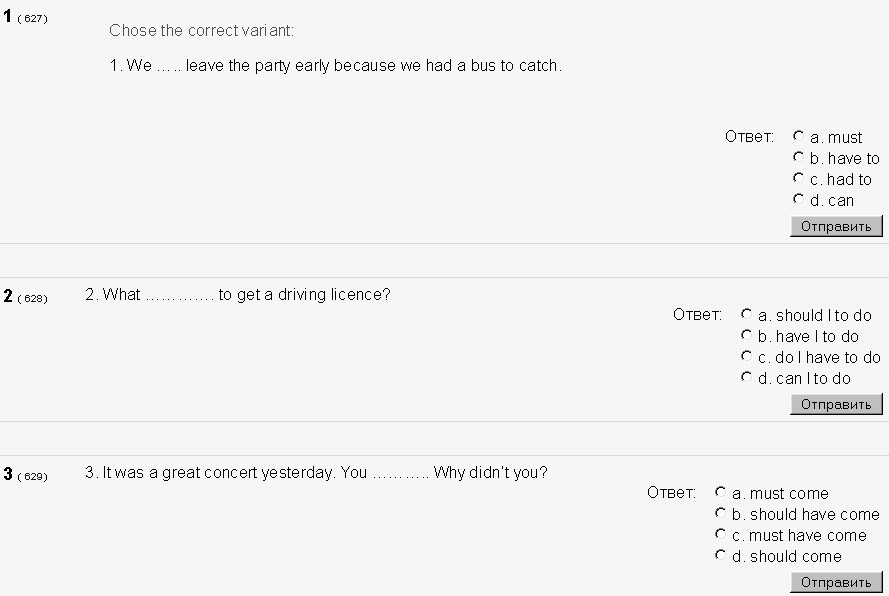 1 (627)
Chose the correct variant:
1. We ..... leave the party early because we had a bus to catch.
Ответ:
a. must
b. have to
c. had to
d. can
Отправить
2 (628)
2. What ............. to get a driving licence?
Ответ:
a. should I to do
b. have I to do
c. do I have to do
d. can I to do
Отправить
3 (629)
3. It was a great concert yesterday. You ........... Why didn't you?
Ответ:
a. must come
b. should have come
c. must have come
d. should come
Отправить